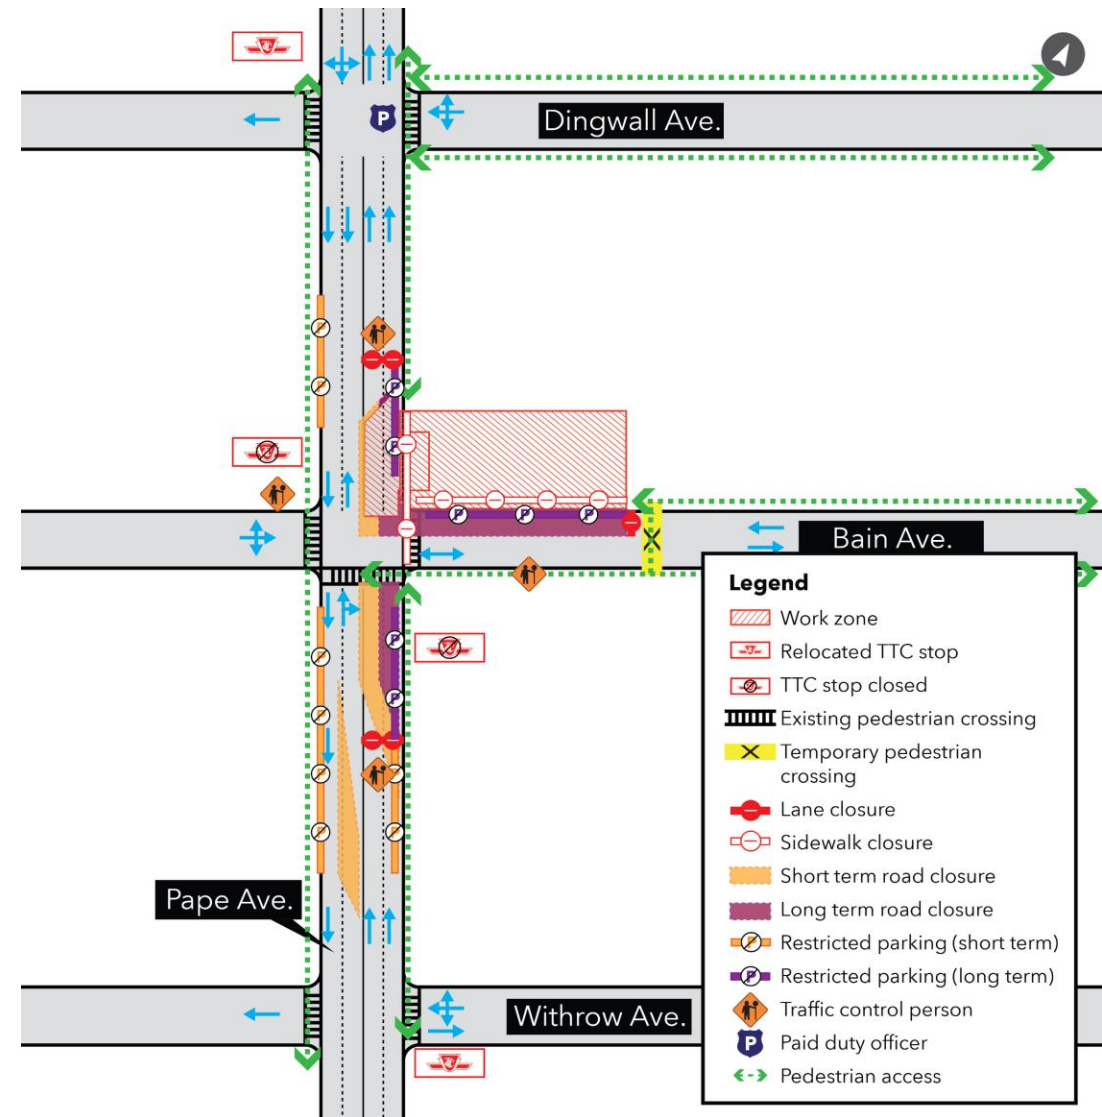 Dingwall Ave.
P
P
P
P
P
P
P
P
Bain Ave.
P
P
P
P
P
P
P
P
Pape Ave.
Withrow Ave.
Legend
Work zone
Relocated TTC stop
TTC stop closed
Existing pedestrian crossing
Temporary pedestrian
crossing
Lane closure
Sidewalk closure
Short term road closure
Long term road closure
P Restricted parking (short term)
P Restricted parking (long term)
Traffic control person
P Paid duty officer
Pedestrian access